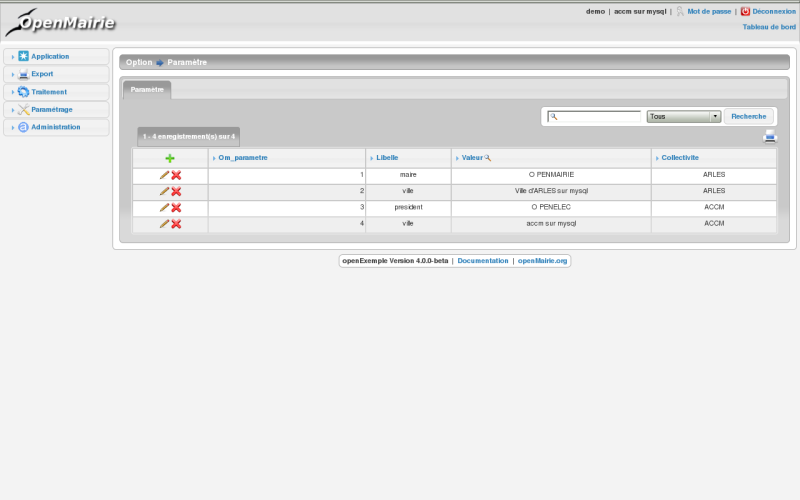 OpenMairie
demo | accm sur mysql | Mot de passe | Déconnexion
Tableau de bord
Application
Export
Traitement
Paramétrage
Administration
Option Paramètre
Paramètre
Tous Recherche
1 - 4 enregistrement(s) sur 4
Om_parametre Libelle Valeur Collectivite
1 maire O PENMAIRIE ARLES
2 ville Ville d'ARLES sur mysql ARLES
3 president O PENELEC ACCM
4 ville accm sur mysql ACCM
openExemple Version 4.0.0-beta | Documentation | openMairie.org